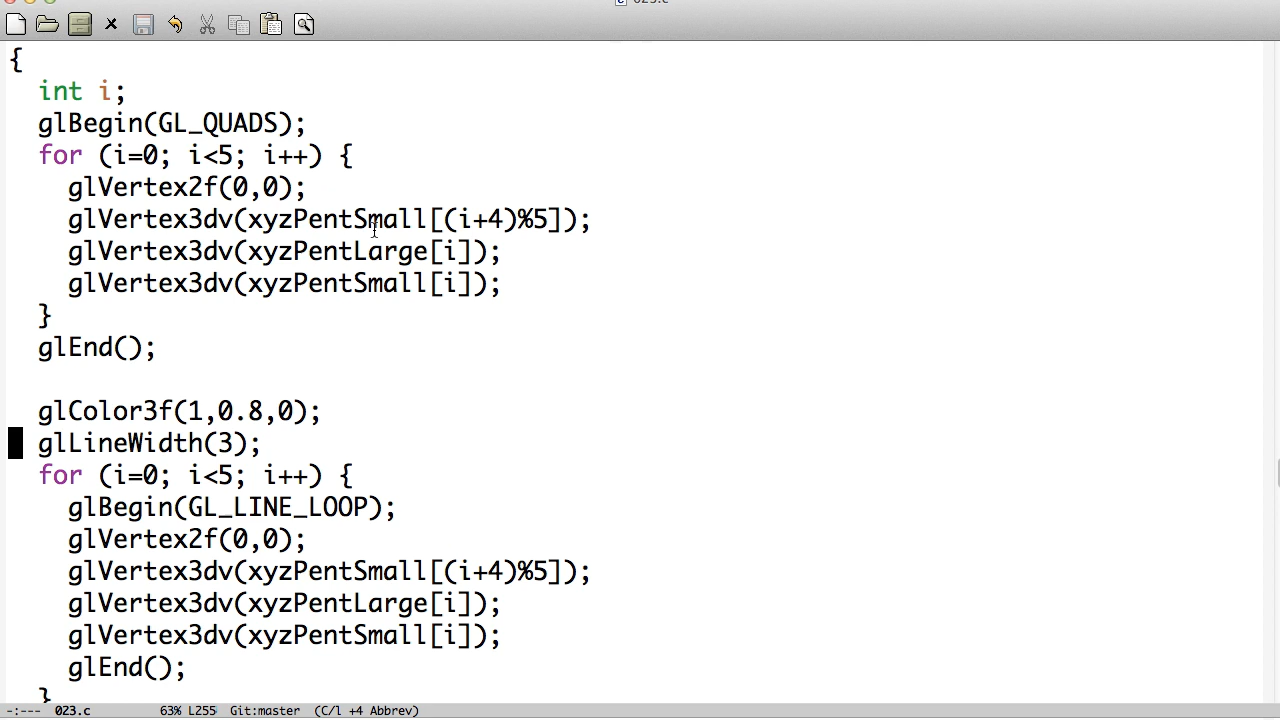 023.c
{
int i;
glBegin(GL_QUADS);
for (i=0; i<5; i++) {
glVertex2f(0,0);
glVertex3dv(xyzPentSmall[(i+4)%5]);
glVertex3dv(xyzPentLarge[i]);
glVertex3dv(xyzPentSmall[i]);
}
glEnd();
glColor3f(1,0.8,0);
glLineWidth(3);
for (i=0; i<5; i++) {
glBegin(GL_LINE_LOOP);
glVertex2f(0,0);
glVertex3dv(xyzPentSmall[(i+4)%5]);
glVertex3dv(xyzPentLarge[i]);
glVertex3dv(xyzPentSmall[i]);
glEnd();
}
-:--- 023.c 63% L255 Git:master (C/l +4 Abbrev)